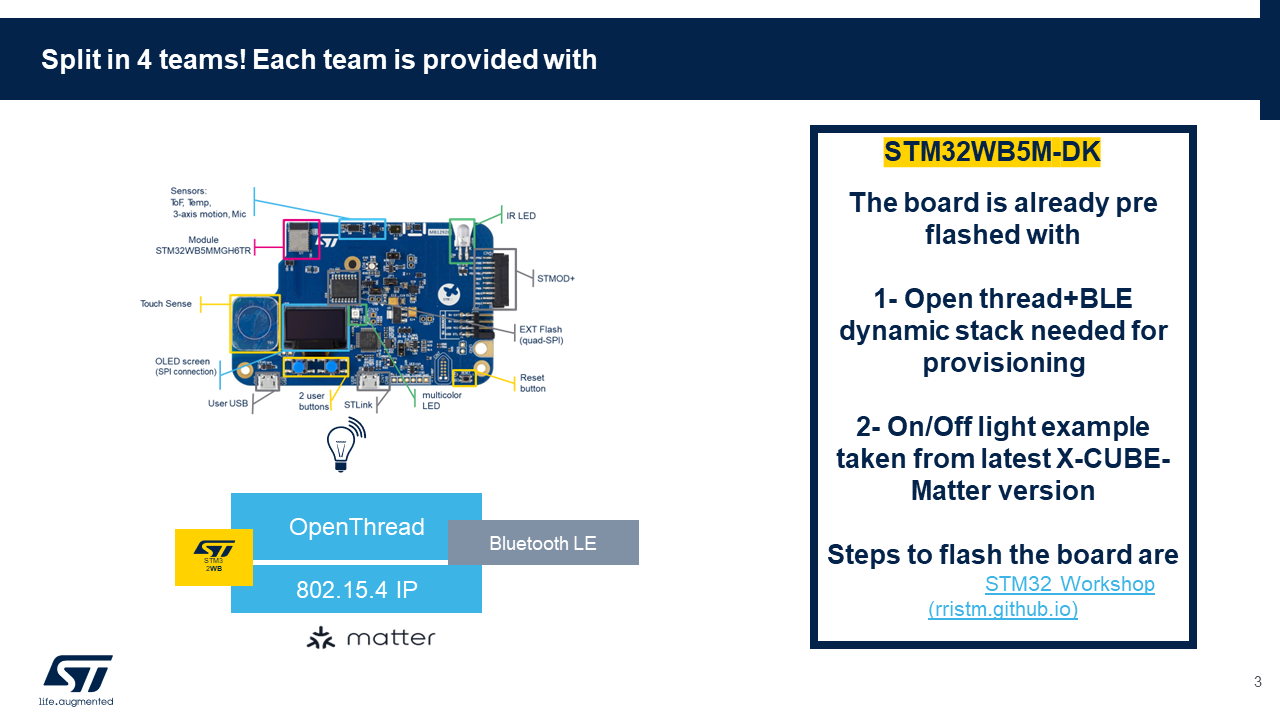 Split in 4 teams! Each team is provided with
Sensors:
ToF, Temp,
3-axis motion, Mic
Module
STM32WB5MMGH6TR
Touch Sense
OLED screen
(SPI connection)
User USB
2 user
buttons
STLink
multicolor
LED
Reset
button
EXT Flash
(quad-SPI)
STMOD+
IR LED
OpenThread
Bluetooth LE
802.15.4 IP
STM3
2WB
matter
STM32WB5M-DK
The board is already pre
flashed with
1- Open thread+BLE
dynamic stack needed for
provisioning
2- On/Off light example
taken from latest X-CUBE-
Matter version
Steps to flash the board are
STM32 Workshop
(rristm.github.io)
life.augmented
3